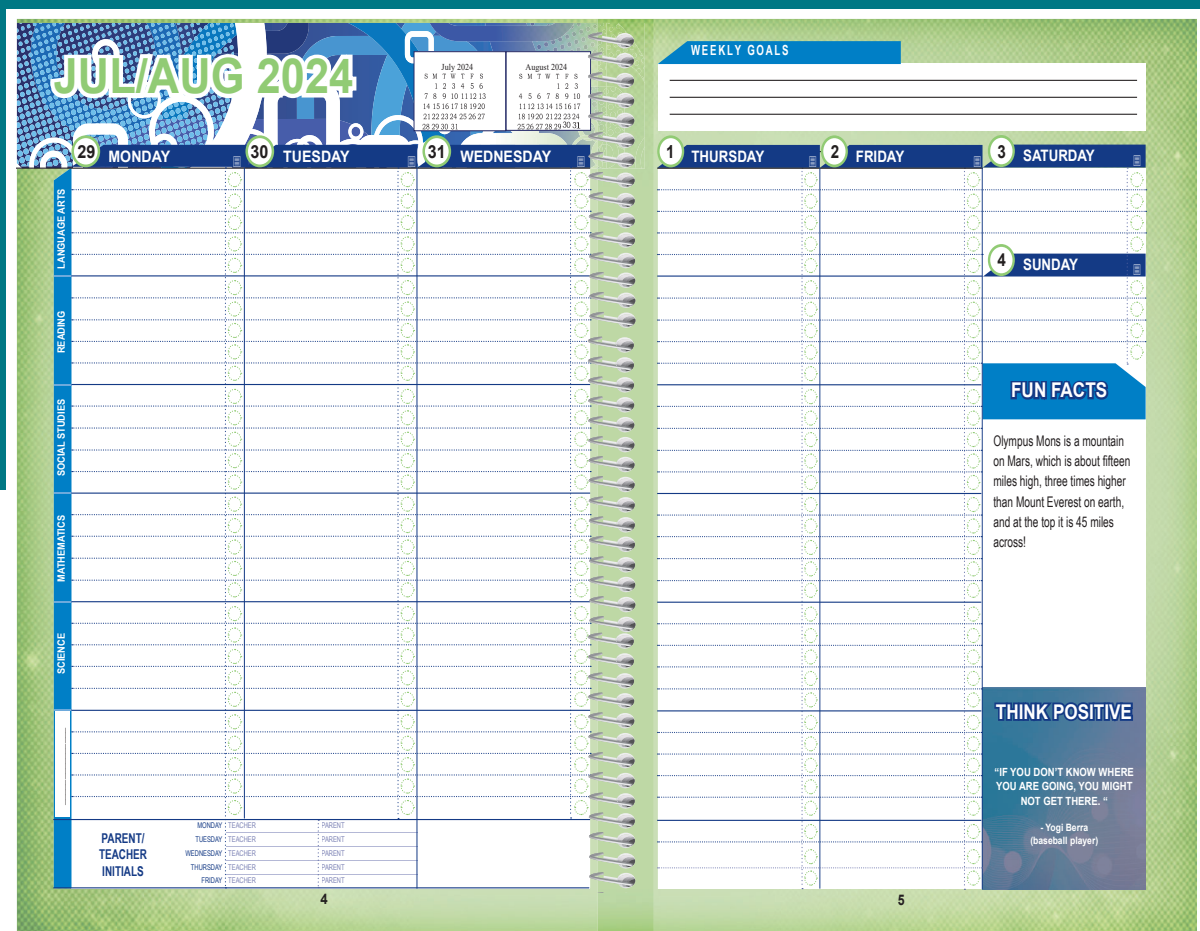 JUL/AUG 2024
July 2024
S M T W T F S
1 2 3 4 5 6
7 8 9 10 11 12 13
14 15 16 17 18 19 20
21 22 23 24 25 26 27
28 29 30 31
August 2024
S M T W T F S
1 2 3
4 5 6 7 8 9 10
11 12 13 14 15 16 17
18 19 20 21 22 23 24
25 26 27 28 29 30 31
29 MONDAY
30 TUESDAY
31 WEDNESDAY
LANGUAGE ARTS
READING
SOCIAL STUDIES
MATHEMATICS
SCIENCE
PARENT/
TEACHER
INITIALS
MONDAY TEACHER PARENT
TUESDAY TEACHER PARENT
WEDNESDAY TEACHER PARENT
THURSDAY TEACHER PARENT
FRIDAY TEACHER PARENT
4
WEEKLY GOALS
1 THURSDAY
2 FRIDAY
3 SATURDAY
4 SUNDAY
FUN FACTS
Olympus Mons is a mountain
on Mars, which is about fifteen
miles high, three times higher
than Mount Everest on earth,
and at the top it is 45 miles
across!
THINK POSITIVE
“IF YOU DON’T KNOW WHERE
YOU ARE GOING, YOU MIGHT
NOT GET THERE. “
- Yogi Berra
(baseball player)
5